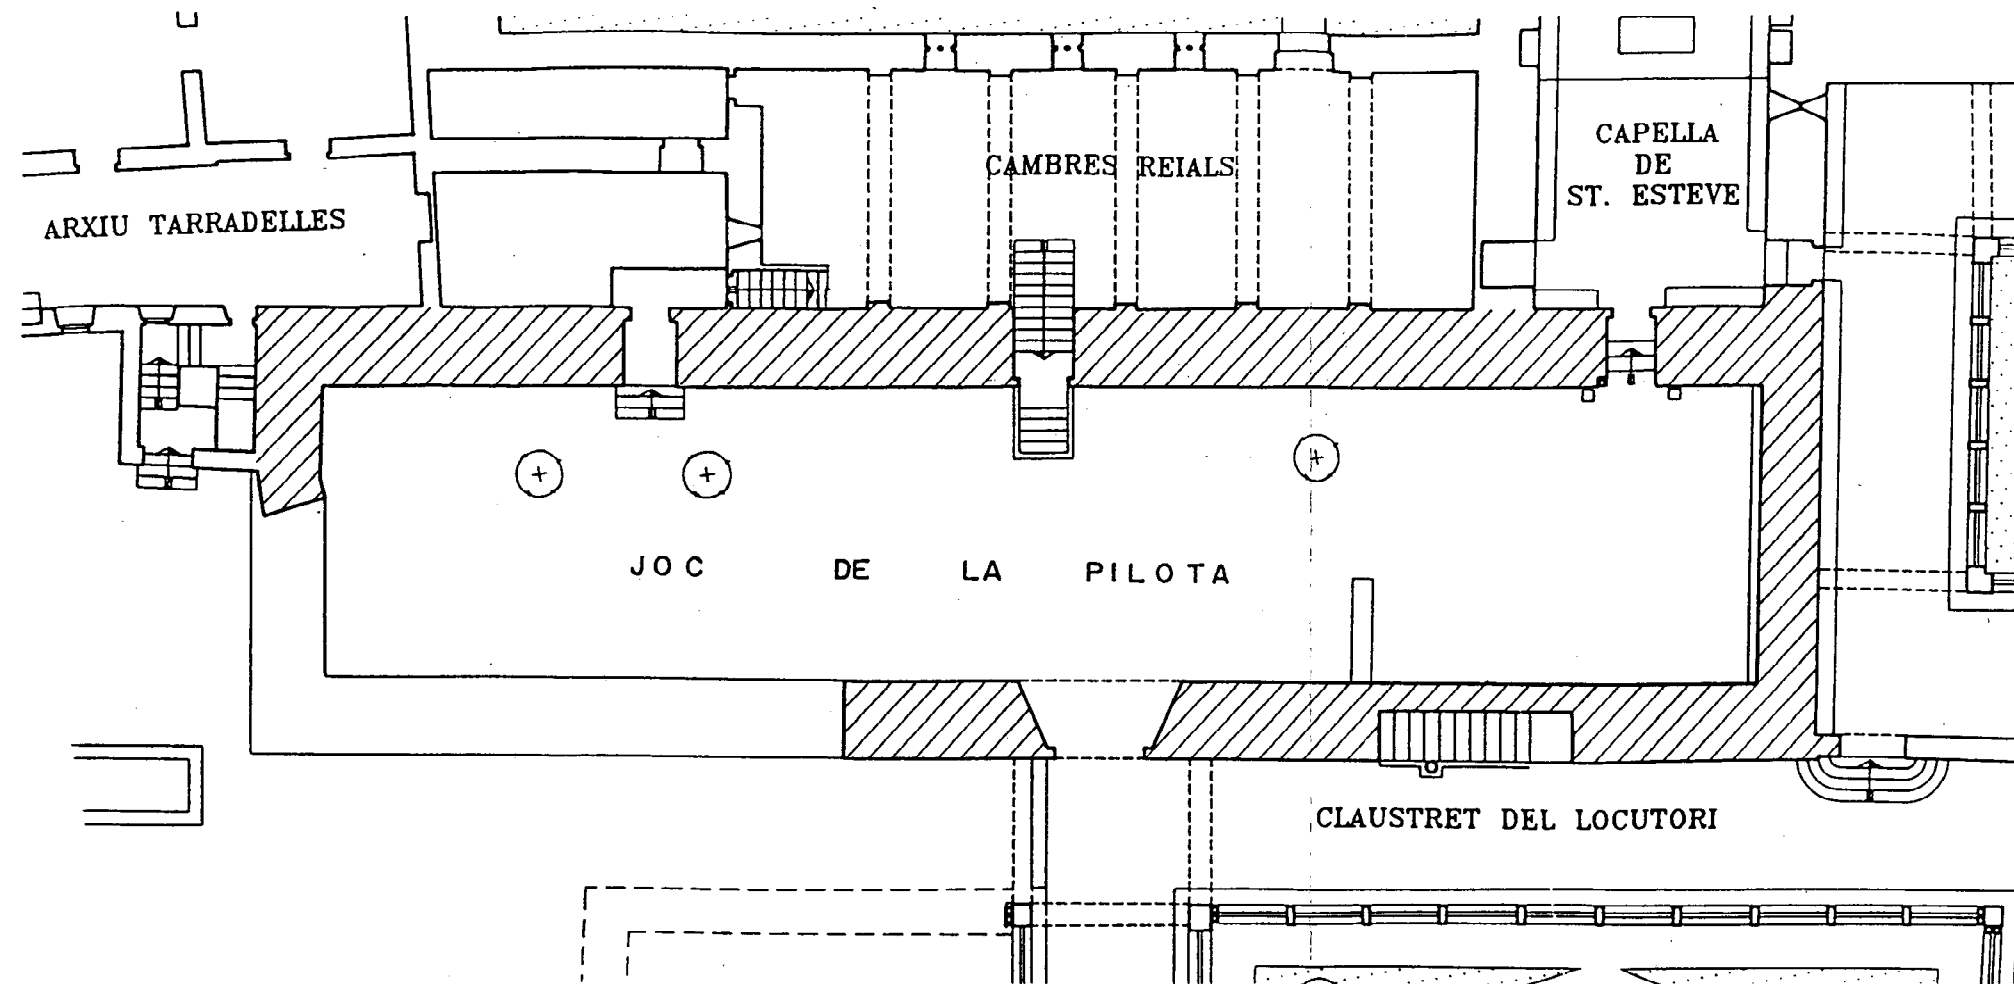 CAPELLA
DE
ST. ESTEVE
CAMBRES REIALS
ARXIU TARRADELLES
JOC DE LA PILOTA
CLAUSTRET DEL LOCUTORI